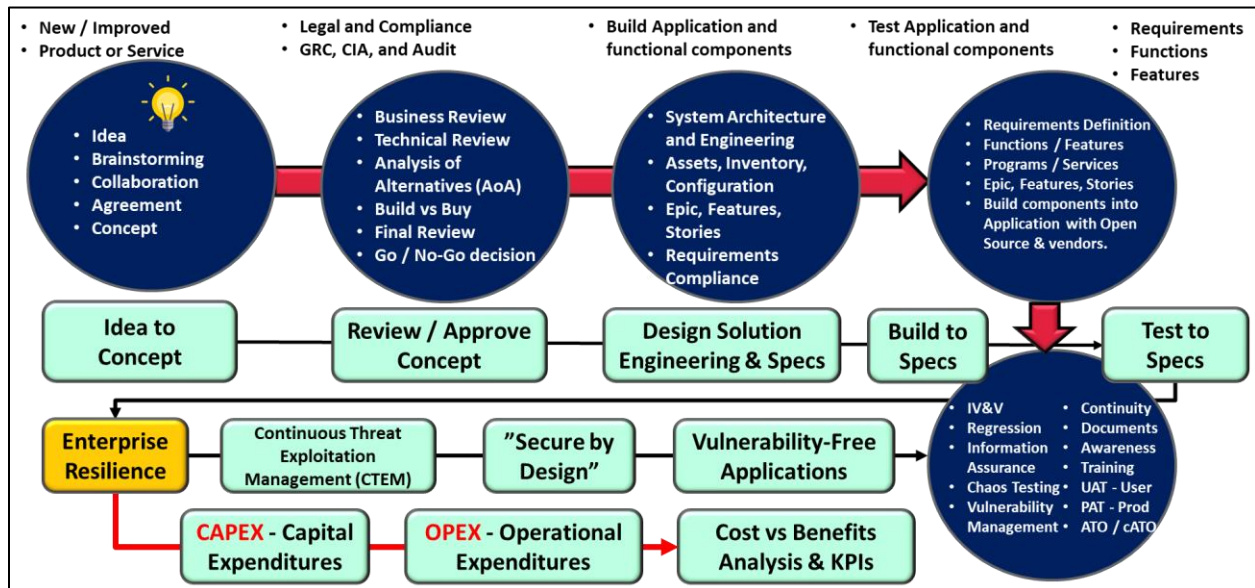 • New / Improved
• Product or Service
• Legal and Compliance
• GRC, CIA, and Audit
• Build Application and
functional components
• Test Application and
functional components
• Requirements
• Functions
• Features
• Idea
• Brainstorming
• Collaboration
• Agreement
• Concept
• Business Review
• Technical Review
• Analysis of
Alternatives (AoA)
• Build vs Buy
• Final Review
• Go / No-Go decision
• System Architecture
and Engineering
• Assets, Inventory,
Configuration
• Epic, Features,
Stories
• Requirements
Compliance
• Requirements Definition
• Functions / Features
• Programs / Services
• Epic, Features, Stories
• Build components into
Application with Open
Source & vendors.
Idea to
Concept
Review / Approve
Concept
Design Solution
Engineering & Specs
Build to
Specs
Test to
Specs
Enterprise
Resilience
Continuous Threat
Exploitation
Management (CTEM)
”Secure by
Design”
Vulnerability-Free
Applications
• IV&V
• Regression
• Information
Assurance
• Chaos Testing
• Vulnerability
Management
• Continuity
• Documents
• Awareness
• Training
• UAT - User
• PAT - Prod
• ATO / cATO
CAPEX - Capital
Expenditures
OPEX - Operational
Expenditures
Cost vs Benefits
Analysis & KPIs